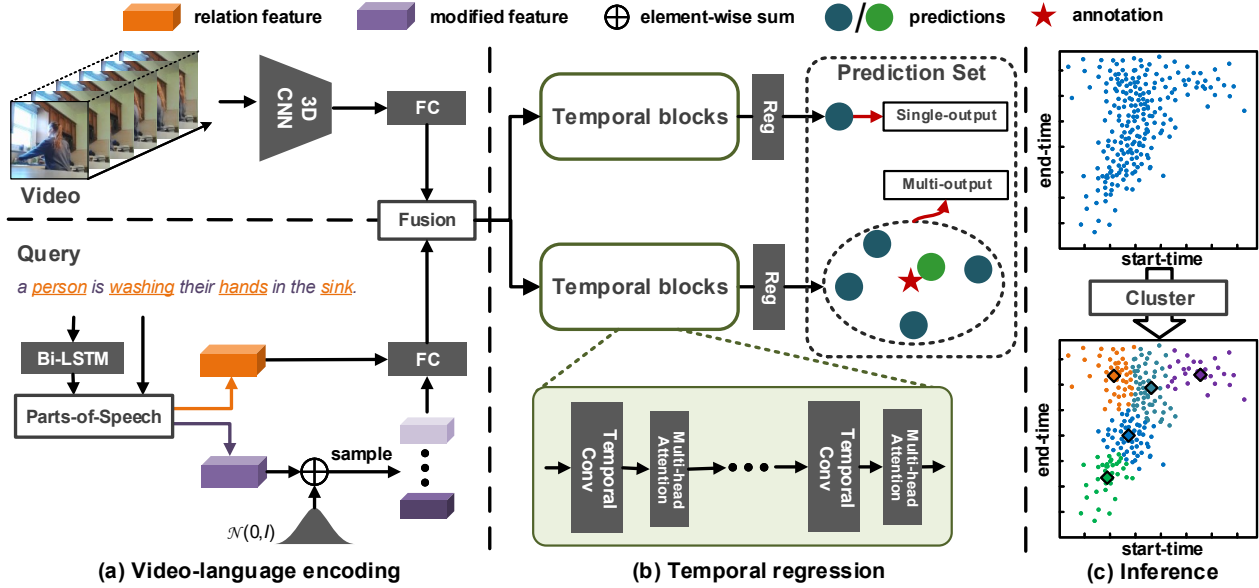 relation feature
modified feature
element-wise sum
/
predictions
annotation
Video
3D
CNN
FC
Fusion
Query
a person is washing their hands in the sink.
Bi-LSTM
Parts-of-Speech
FC
sample
𝒩(0,I)
(a) Video-language encoding
Temporal blocks
Reg
Prediction Set
Single-output
Multi-output
Temporal blocks
Reg
Temporal
Conv
Multi-head
Attention
Temporal
Conv
Multi-head
Attention
(b) Temporal regression
end-time
start-time
Cluster
end-time
start-time
(c) Inference